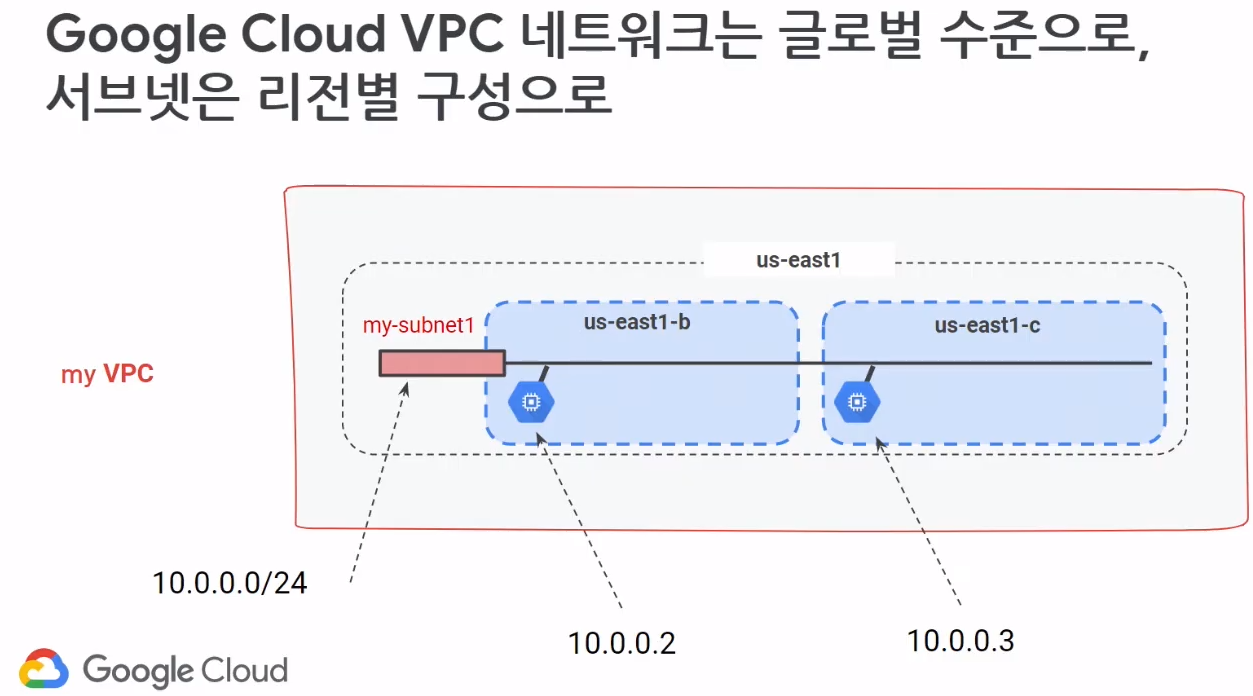 Google Cloud VPC 네트워크는 글로벌 수준으로,
서브넷은 리전별 구성으로
us-east1
my-subnet1
us-east1-b
us-east1-c
my VPC
10.0.0.0/24
10.0.0.2
10.0.0.3
Google Cloud